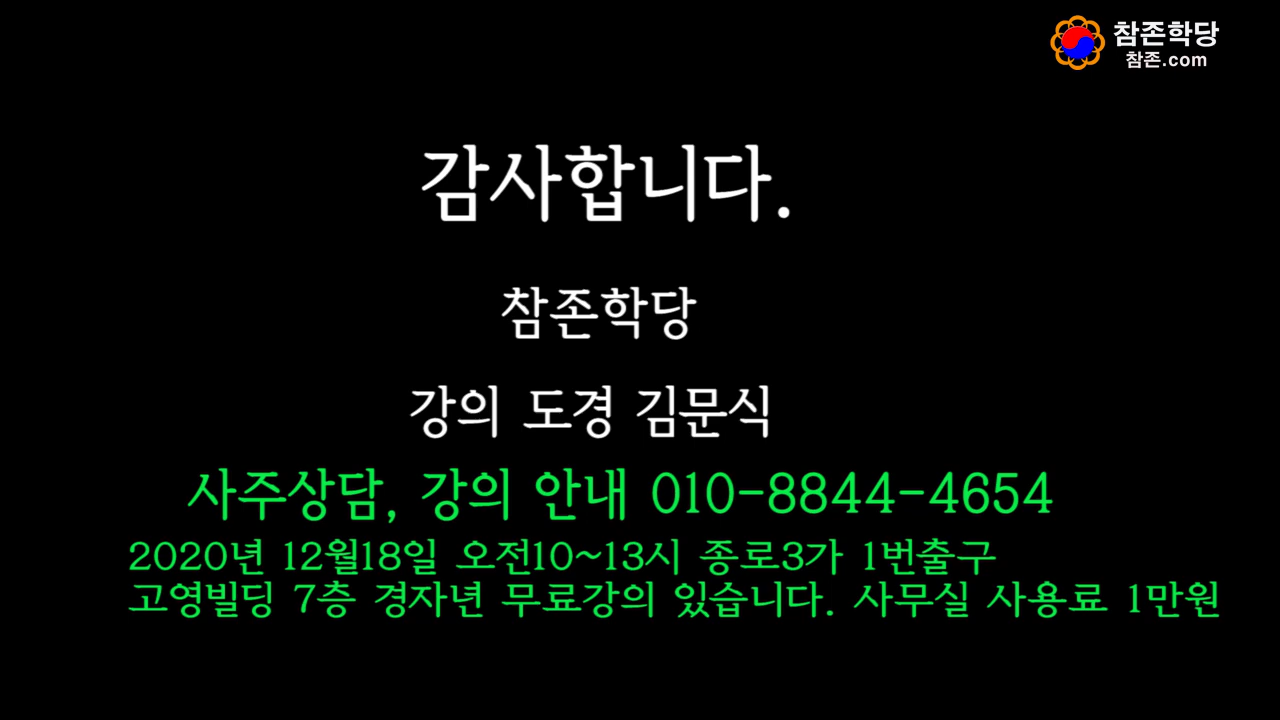 참존학당
참존.com
감사합니다.
참존학당
강의 도경 김문식
사주상담, 강의 안내 010-8844-4654
2020년 12월18일 오전10~13시 종로3가 1번출구
고영빌딩 7층 경자년 무료강의 있습니다. 사무실 사용료 1만원